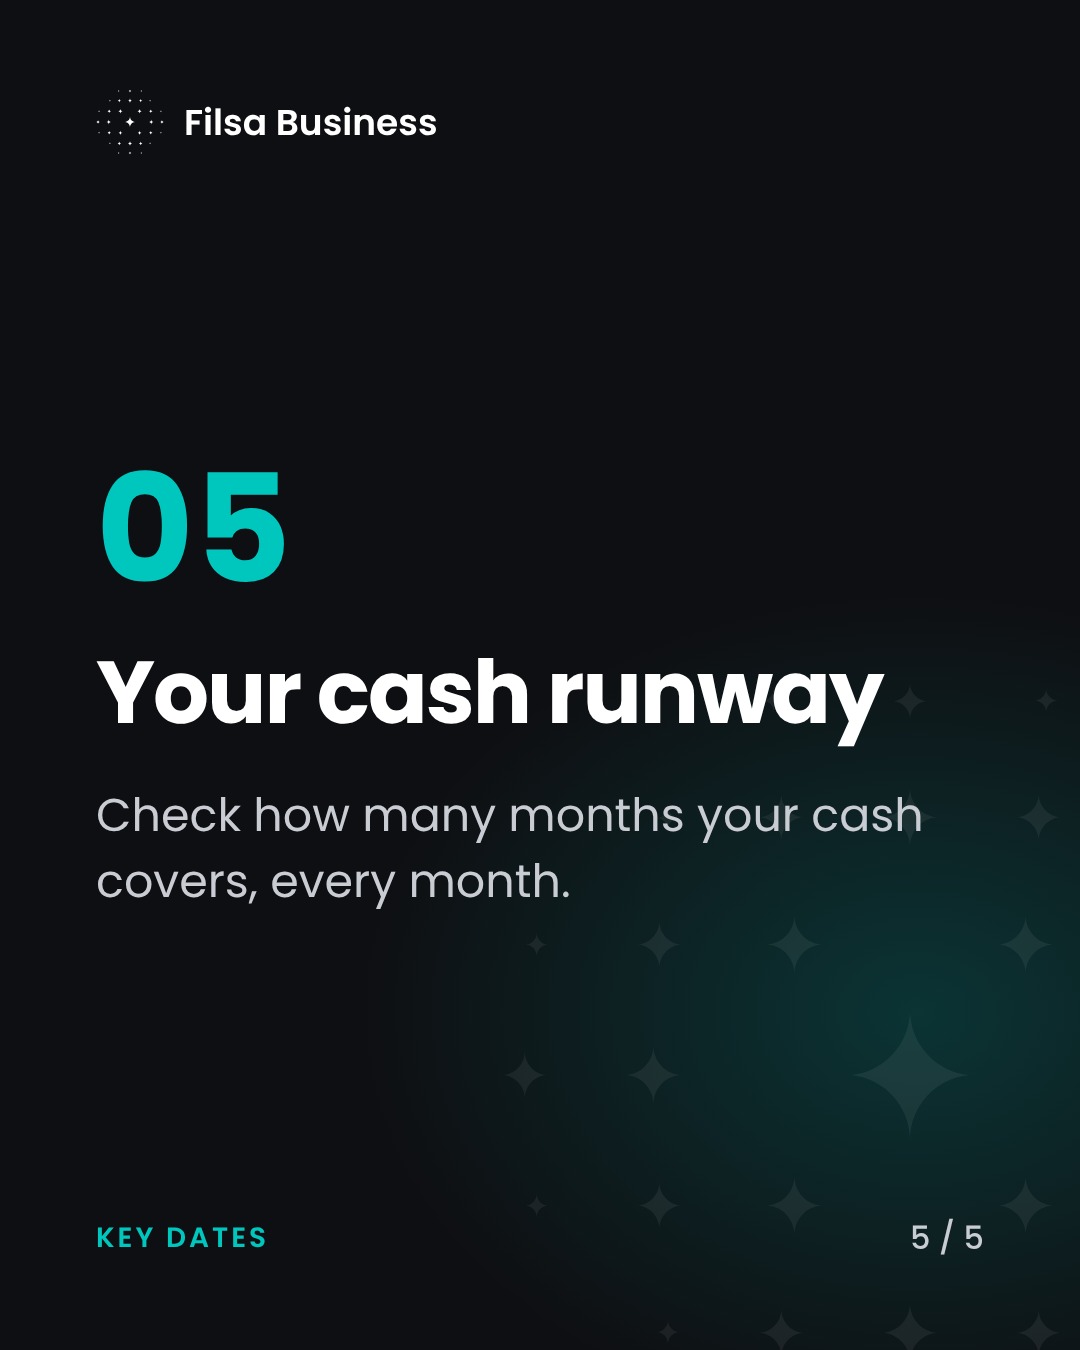 Filsa Business
05
Your cash runway
Check how many months your cash
covers, every month.
KEY DATES
5 / 5